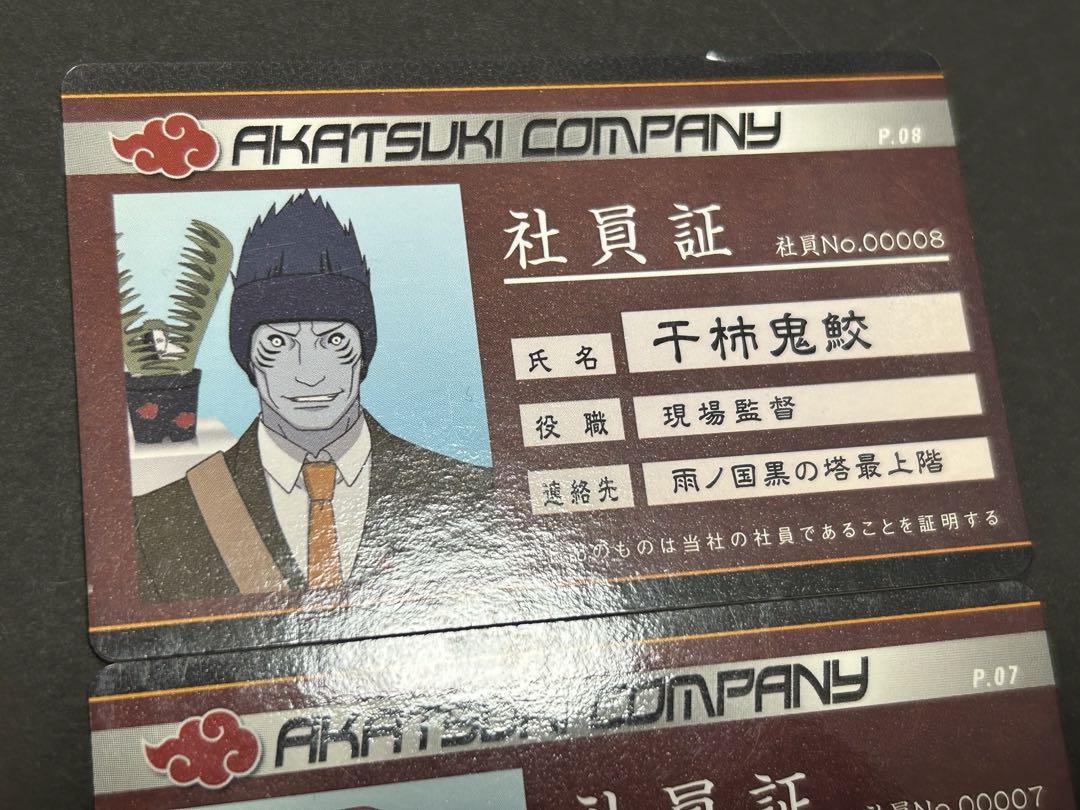 AKATSUKI COMPANY P.08
社員証 社員No.00008
氏名 干柿鬼鮫
役職 現場監督
連絡先 雨ノ国黒の塔最上階
のものは当社の社員であることを証明する
AKATSUKI COMPANY P.07
社員証 社員No.00007